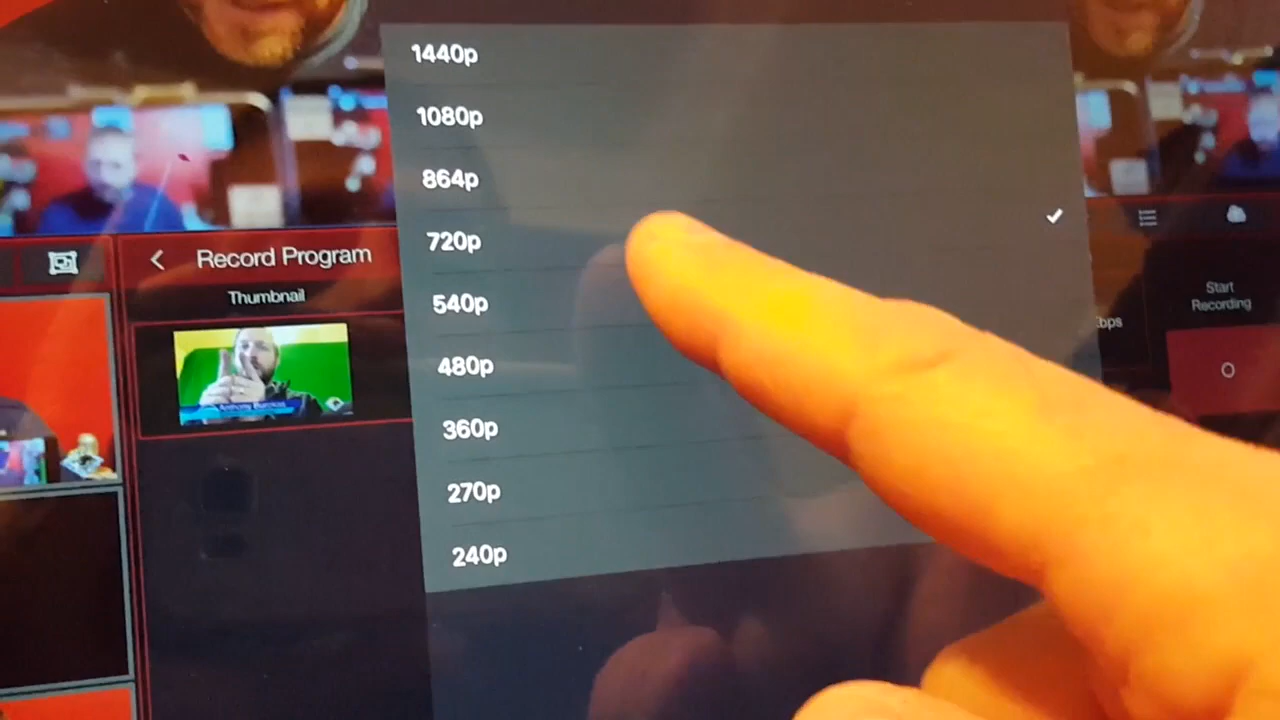 1440p
1080p
864p
720p
540p
480p
360p
270p
240p
Record Program
Thumbnail
Start
Recording